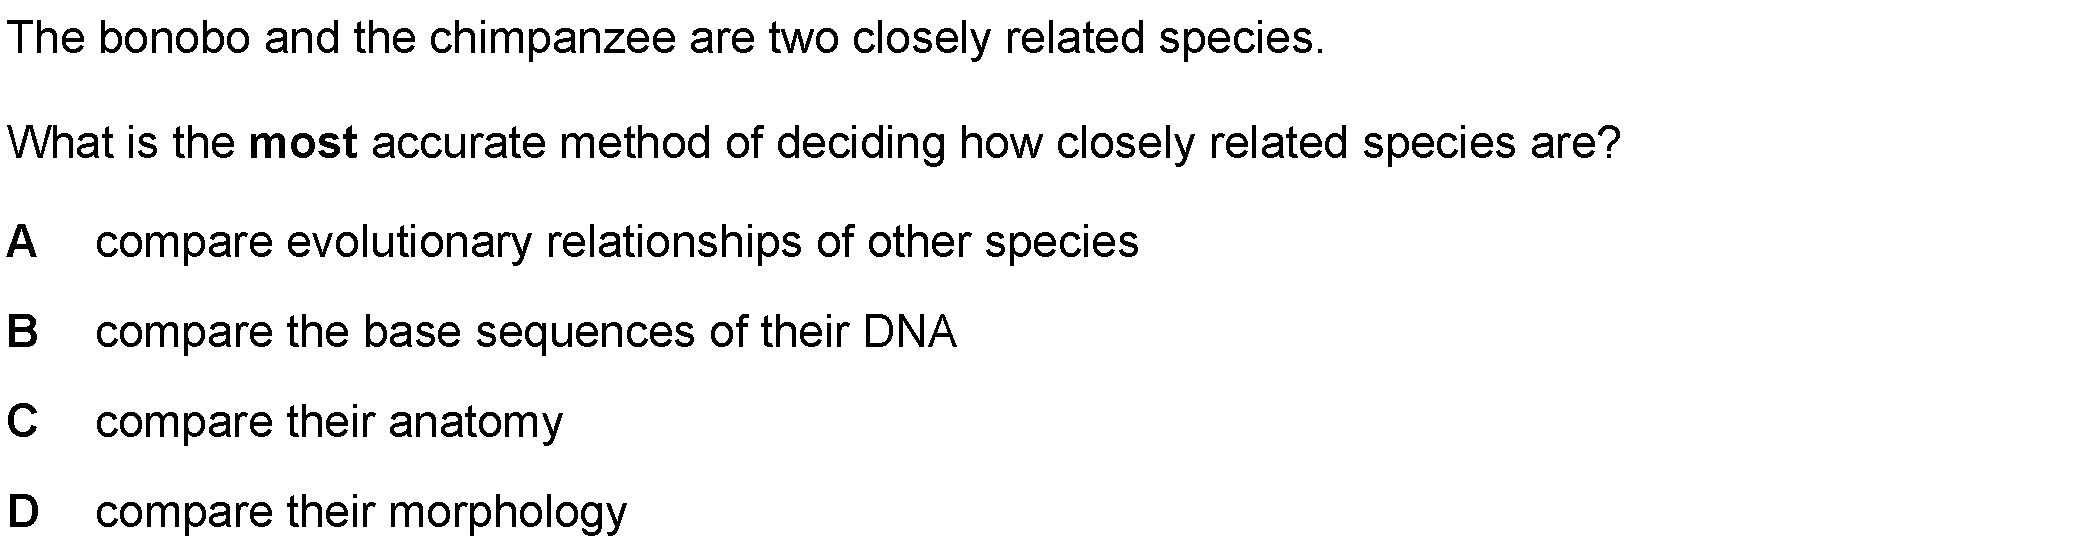 The bonobo and the chimpanzee are two closely related species.
What is the most accurate method of deciding how closely related species are?
A compare evolutionary relationships of other species
B compare the base sequences of their DNA
C compare their anatomy
D compare their morphology